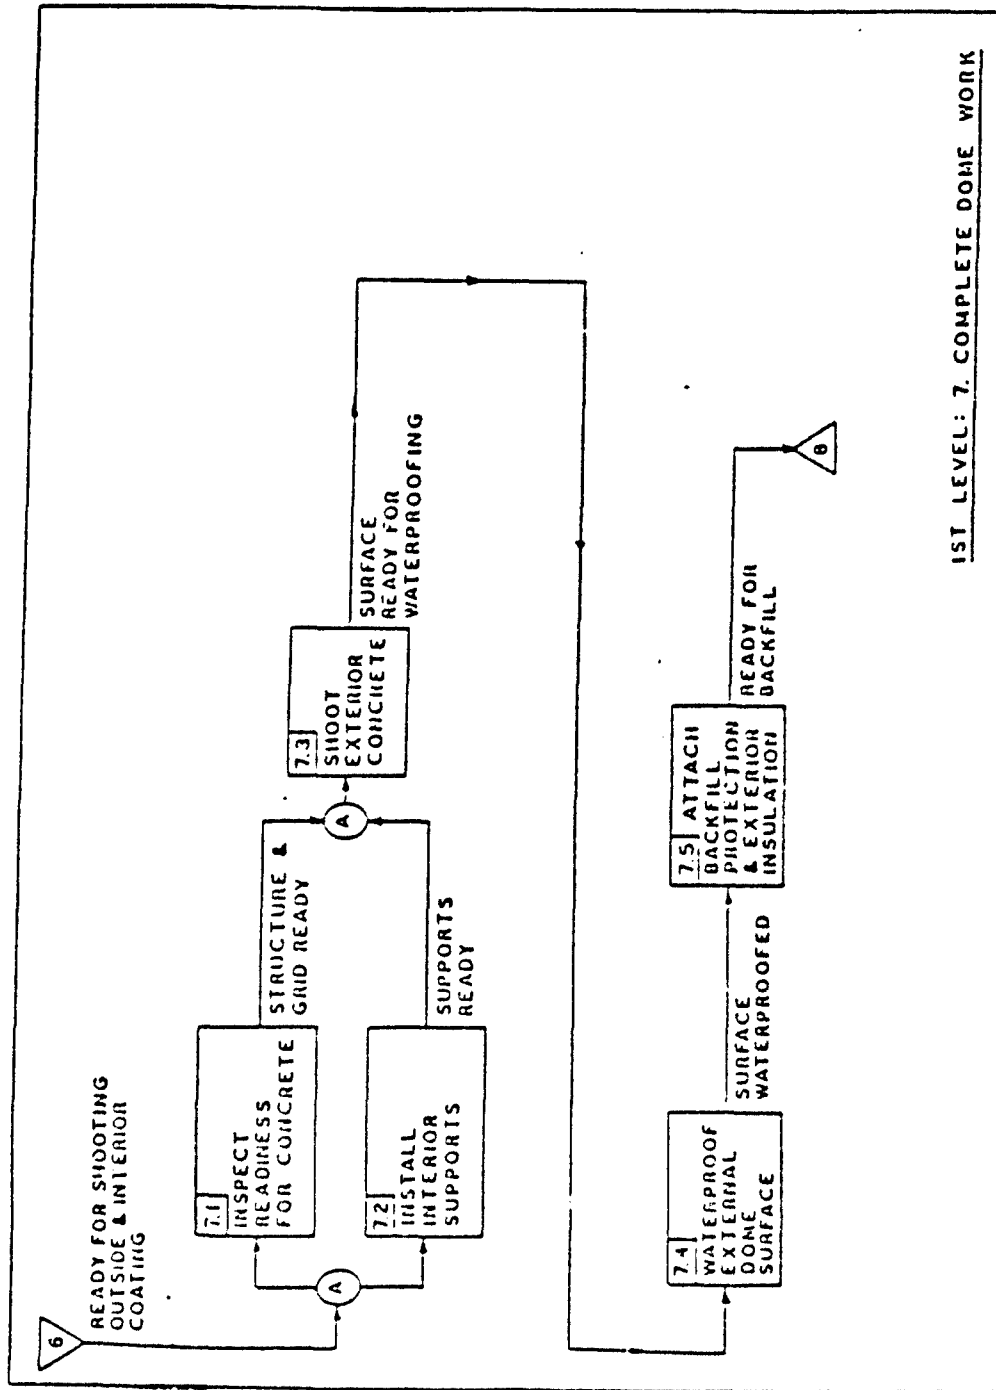 6
READY FOR SHOOTING
OUTSIDE & INTERIOR
COATING
A
7.1
INSPECT
READINESS
FOR CONCRETE
STRUCTURE &
GRID READY
7.2
INSTALL
INTERIOR
SUPPORTS
SUPPORTS
READY
A
7.3
SHOOT
EXTERIOR
CONCRETE
SURFACE
READY FOR
WATERPROOFING
7.4
WATERPROOF
EXTERNAL
DOME
SURFACE
SURFACE
WATERPROOFED
7.5 ATTACH
BACKFILL
PROTECTION
& EXTERIOR
INSULATION
READY FOR
BACKFILL
8
1ST LEVEL: 7. COMPLETE DOME WORK